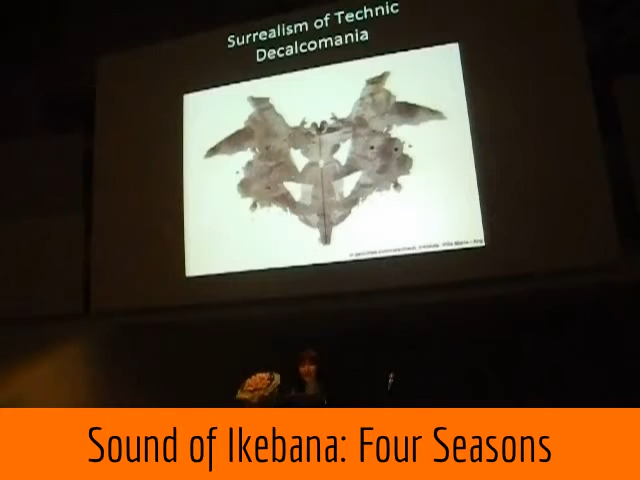 Surrealism of Technic
Decalcomania
Sound of Ikebana: Four Seasons